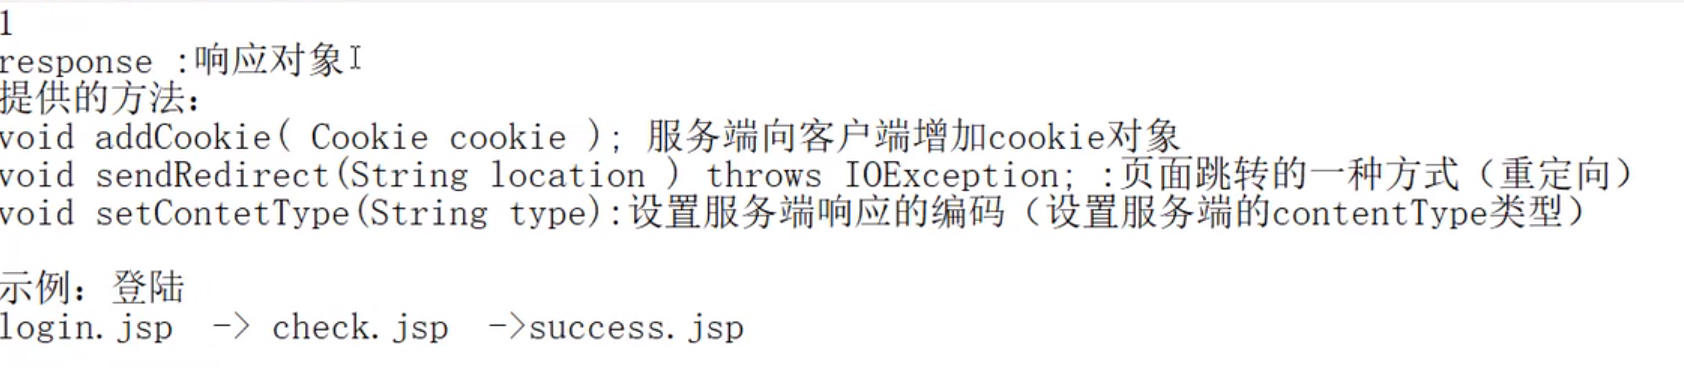 1
response :响应对象
提供的方法：
void addCookie( Cookie cookie ); 服务端向客户端增加cookie对象
void sendRedirect(String location ) throws IOException; :页面跳转的一种方式（重定向）
void setContetType(String type):设置服务端响应的编码（设置服务端的contentType类型）
示例：登陆
login.jsp -> check.jsp ->success.jsp